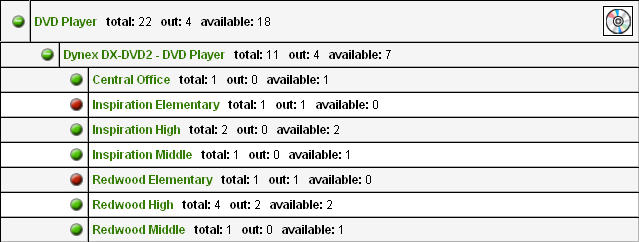 DVD Player total: 22 out: 4 available: 18
Dynex DX-DVD2 - DVD Player total: 11 out: 4 available: 7
Central Office total: 1 out: 0 available: 1
Inspiration Elementary total: 1 out: 1 available: 0
Inspiration High total: 2 out: 0 available: 2
Inspiration Middle total: 1 out: 0 available: 1
Redwood Elementary total: 1 out: 1 available: 0
Redwood High total: 4 out: 2 available: 2
Redwood Middle total: 1 out: 0 available: 1